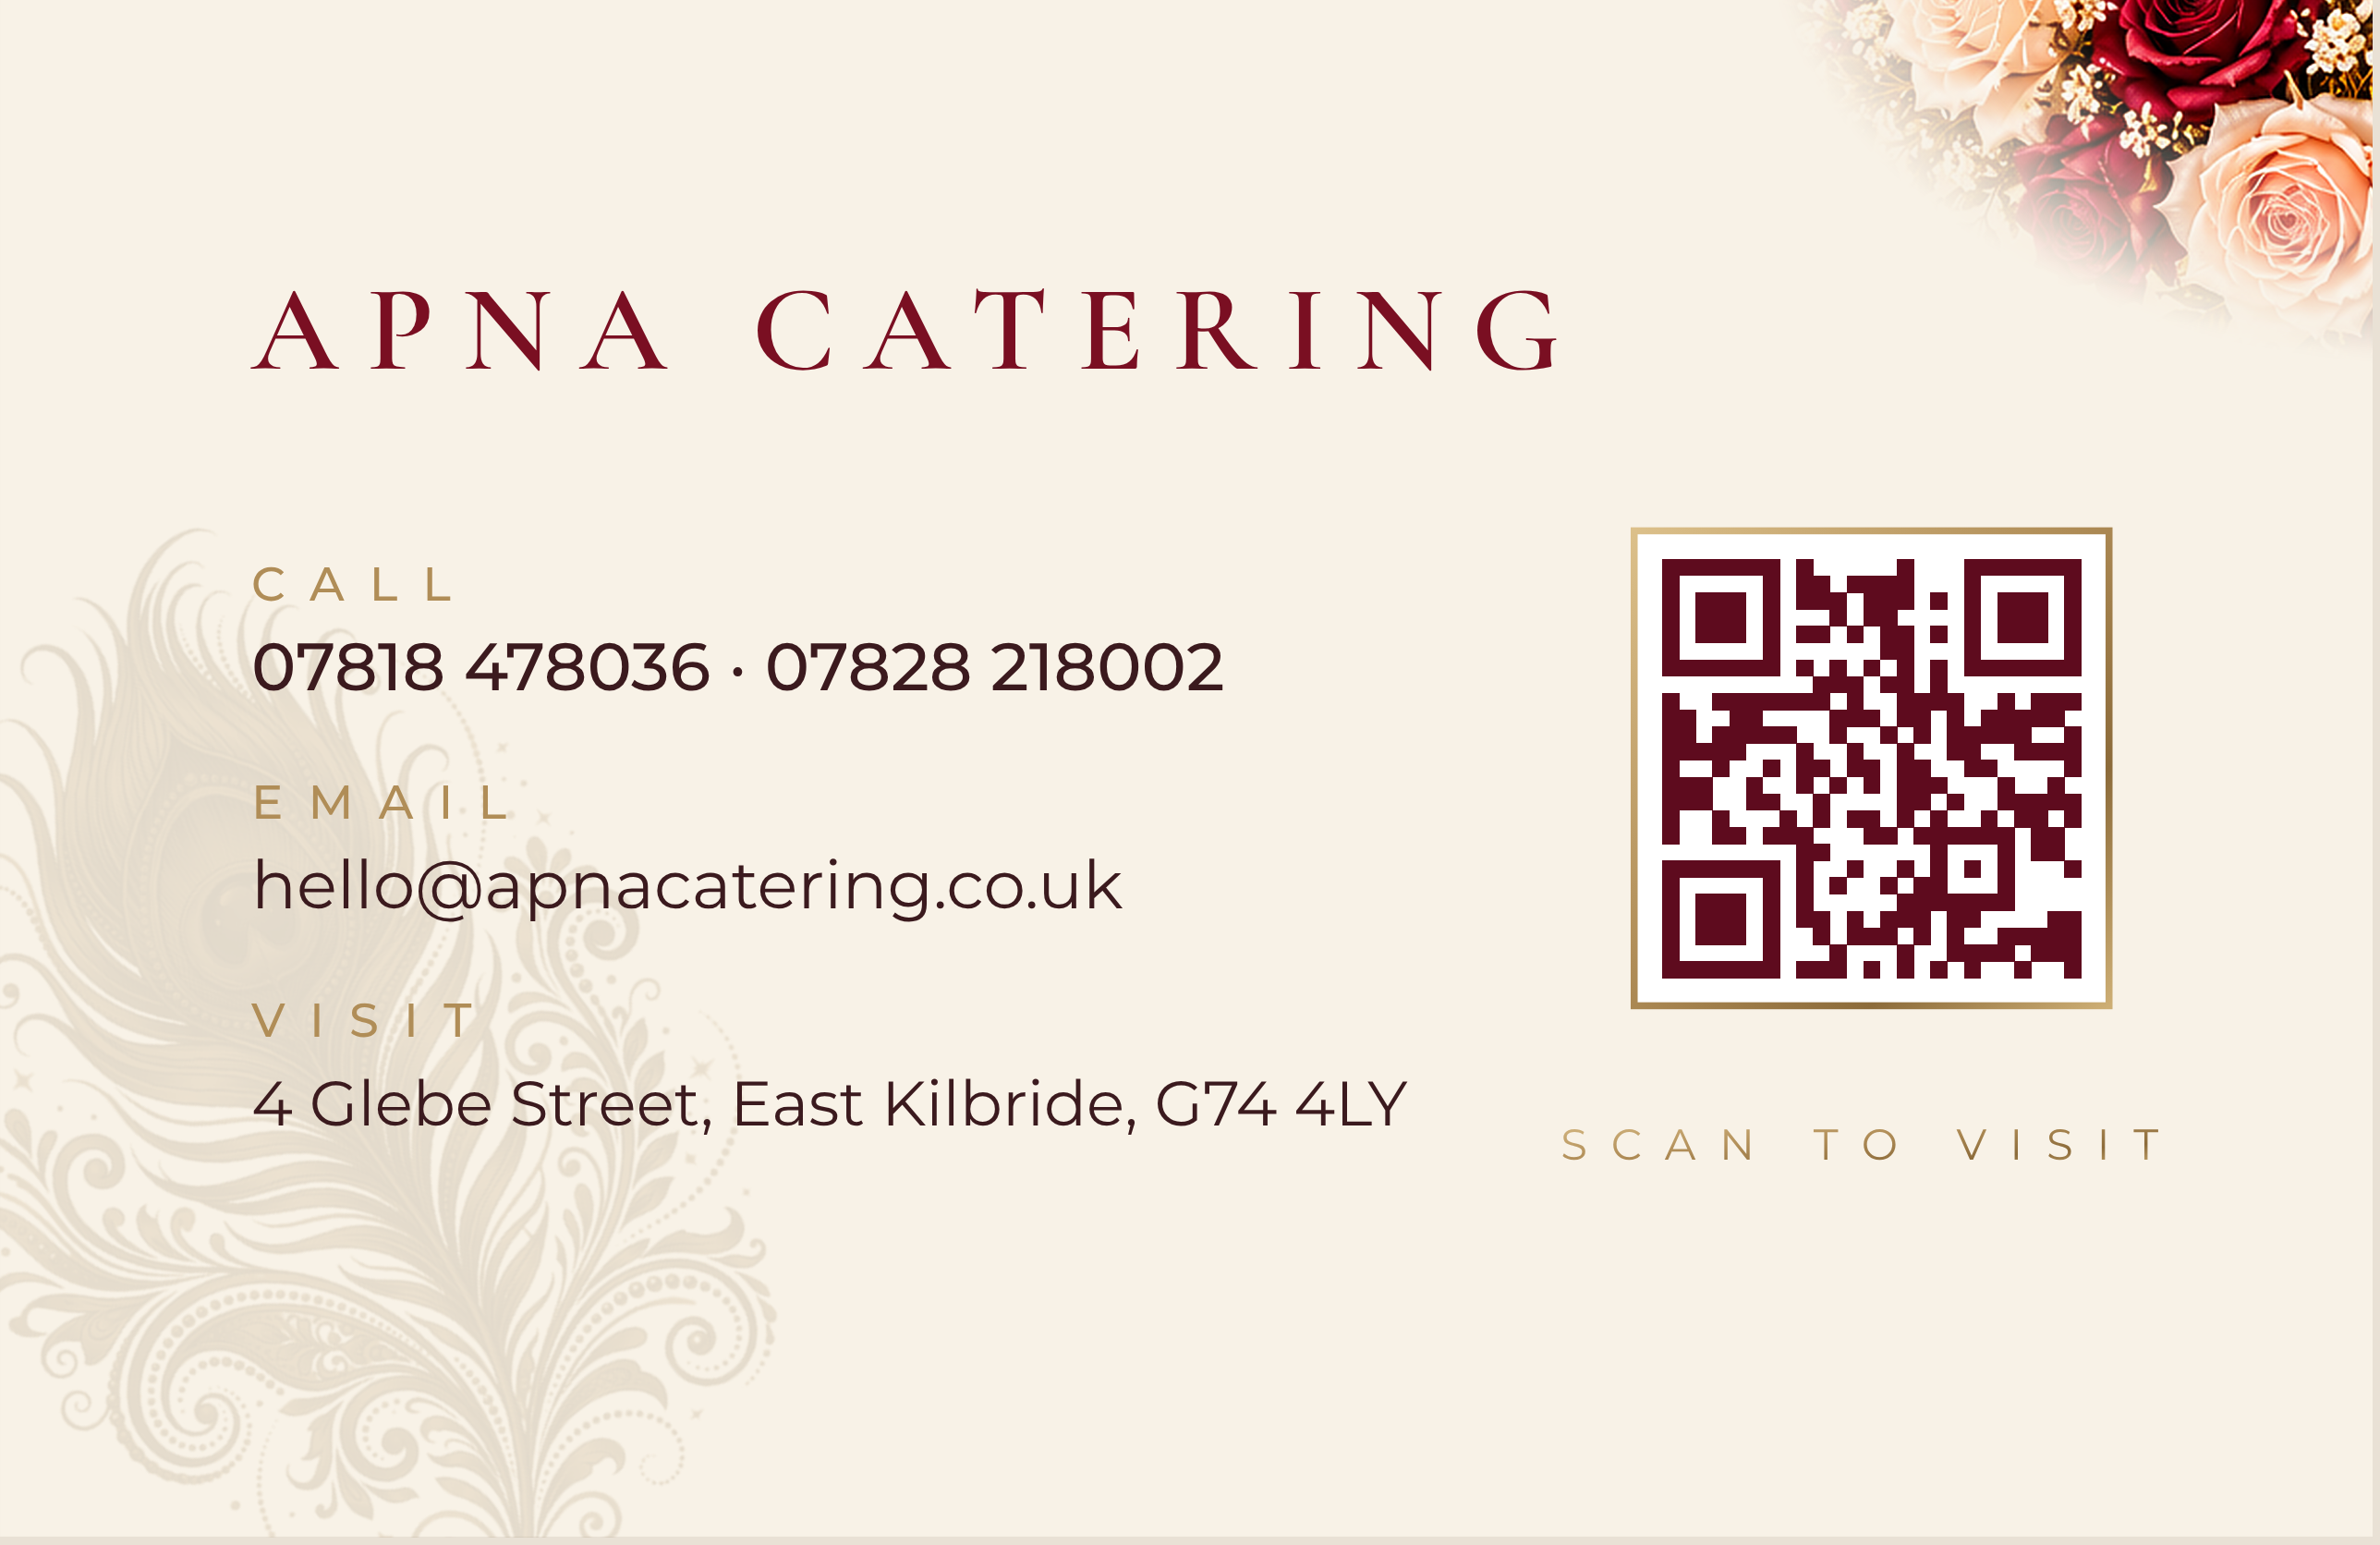 APNA CATERING
CALL
07818 478036 · 07828 218002
EMAIL
hello@apnacatering.co.uk
VISIT
4 Glebe Street, East Kilbride, G74 4LY
SCAN TO VISIT